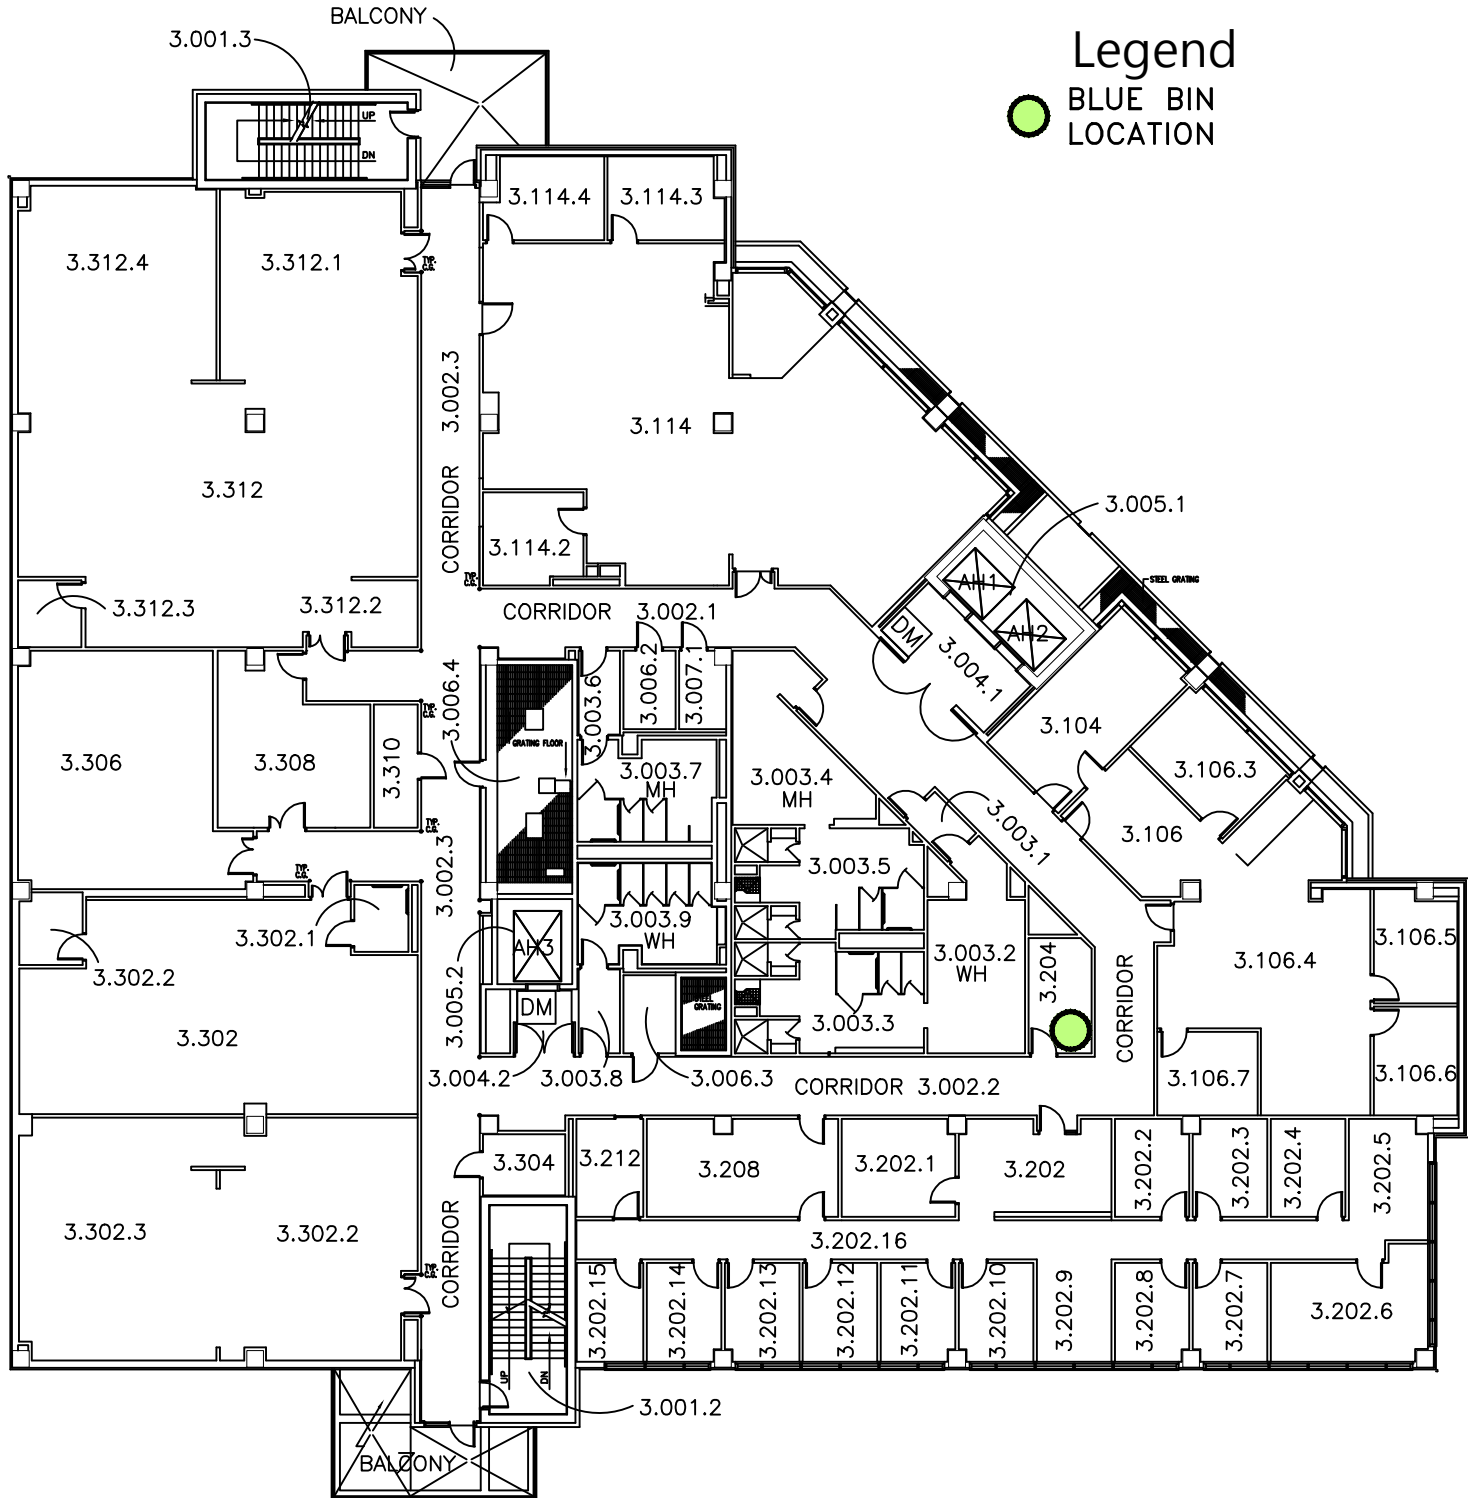 BALCONY
3.001.3
Legend
BLUE BIN
LOCATION
UP
DN
3.114.4
3.114.3
3.312.4
3.312.1
TYP.
C.G.
3.002.3
3.114
CORRIDOR
3.312
3.005.1
3.114.2
TYP.
C.G.
STEEL GRATING
AH1
3.312.3
3.312.2
CORRIDOR 3.002.1
DM
AH2
3.004.1
3.006.4
3.003.6
3.006.2
3.007.1
TYP.
C.G.
3.104
GRATING FLOOR
3.306
3.308
3.310
3.003.7
MH
3.003.4
MH
3.106.3
TYP.
C.G.
3.003.1
3.106
3.002.3
TYP.
C.G.
3.003.5
3.302.1
3.003.9
WH
AH3
3.003.2
WH
3.204
3.106.5
3.106.4
3.302.2
3.005.2
DM
STEEL
GRATING
3.003.3
CORRIDOR
3.302
3.004.2
3.003.8
3.006.3
CORRIDOR 3.002.2
3.106.7
3.106.6
3.304
3.212
3.208
3.202.1
3.202
3.202.2
3.202.3
3.202.4
3.202.5
3.302.3
3.302.2
CORRIDOR
3.202.16
TYP.
C.G.
3.202.15
3.202.14
3.202.13
3.202.12
3.202.11
3.202.10
3.202.9
3.202.8
3.202.7
3.202.6
UP
DN
3.001.2
BALCONY